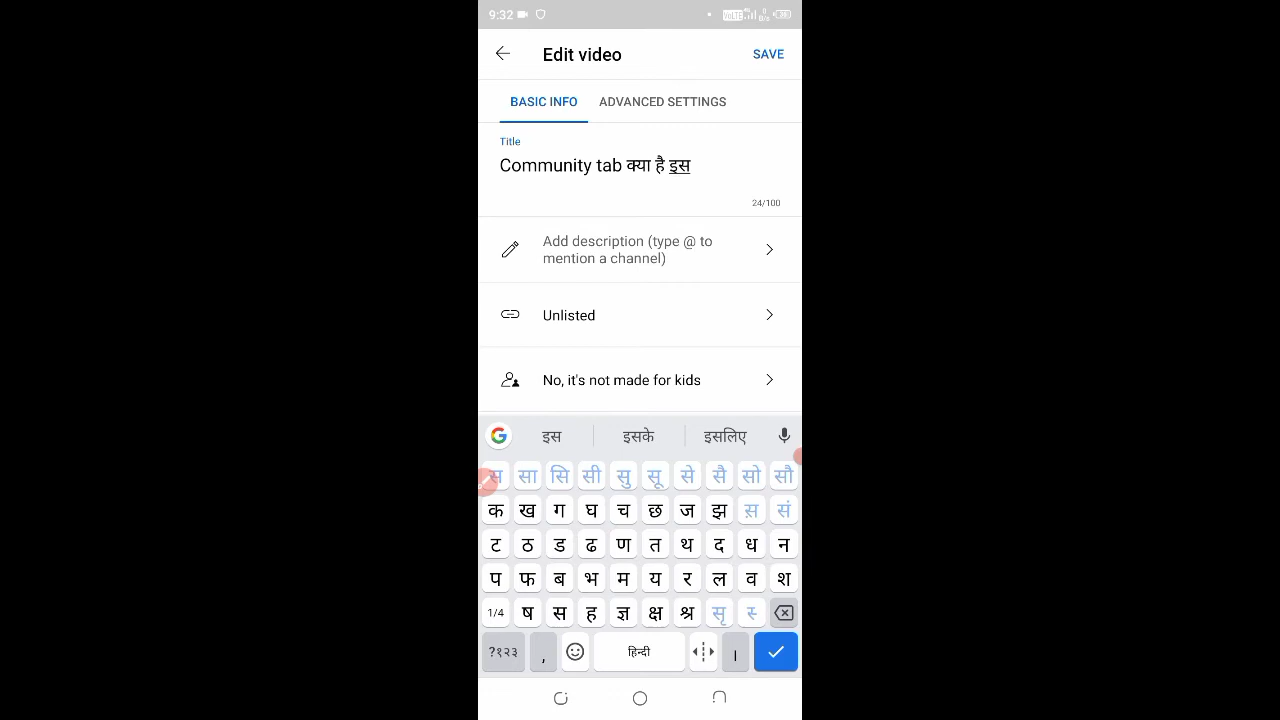 9:32
Edit video
SAVE
BASIC INFO
ADVANCED SETTINGS
Title
Community tab क्या है इस
24/100
Add description (type @ to
mention a channel)
Unlisted
No, it's not made for kids
इस इसके इसलिए
स सा सि सी सु सू से सै सो सौ
क ख ग घ च छ ज झ स़ सं
ट ठ ड ढ ण त थ द ध न
प फ ब भ म य र ल व श
1/4 ष स ह ज्ञ क्ष श्र सृ स्
?१२३ , हिन्दी ।